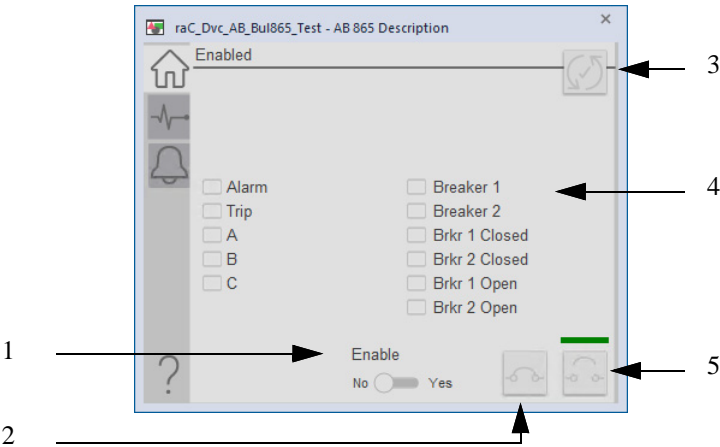 raC_Dvc_AB_Bul865_Test - AB 865 Description
Enabled
3
Alarm
Trip
A
B
C
Breaker 1
Breaker 2
Brkr 1 Closed
Brkr 2 Closed
Brkr 1 Open
Brkr 2 Open
4
1
Enable
No Yes
?
5
2